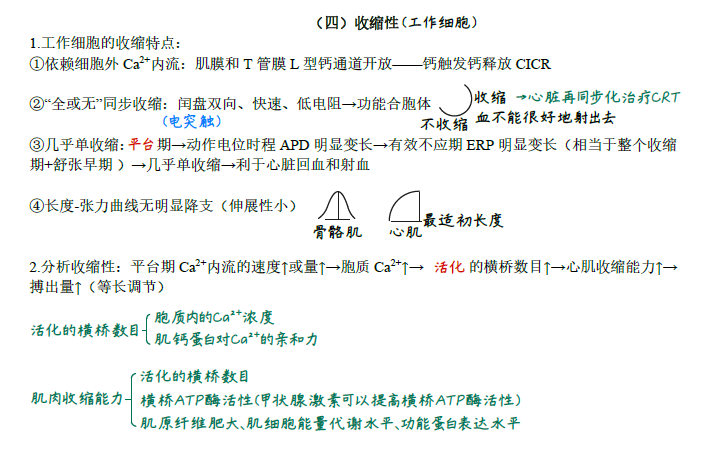 （四）收缩性(工作细胞)
1.工作细胞的收缩特点：
①依赖细胞外 Ca²⁺内流：肌膜和 T 管膜 L 型钙通道开放——钙触发钙释放 CICR
②“全或无”同步收缩：闰盘双向、快速、低电阻→功能合胞体
(电突触)
收缩 →心脏再同步化治疗CRT
不收缩 血不能很好地射出去
③几乎单收缩：平台期→动作电位时程 APD 明显变长→有效不应期 ERP 明显变长（相当于整个收缩
期+舒张早期 ）→几乎单收缩→利于心脏回血和射血
④长度-张力曲线无明显降支（伸展性小）
骨骼肌 心肌 最适初长度
2.分析收缩性：平台期 Ca²⁺内流的速度↑或量↑→胞质 Ca²⁺↑→ 活化 的横桥数目↑→心肌收缩能力↑→
搏出量↑（等长调节）
活化的横桥数目
胞质内的Ca²⁺浓度
肌钙蛋白对Ca²⁺的亲和力
肌肉收缩能力
活化的横桥数目
横桥ATP酶活性(甲状腺激素可以提高横桥ATP酶活性)
肌原纤维肥大、肌细胞能量代谢水平、功能蛋白表达水平